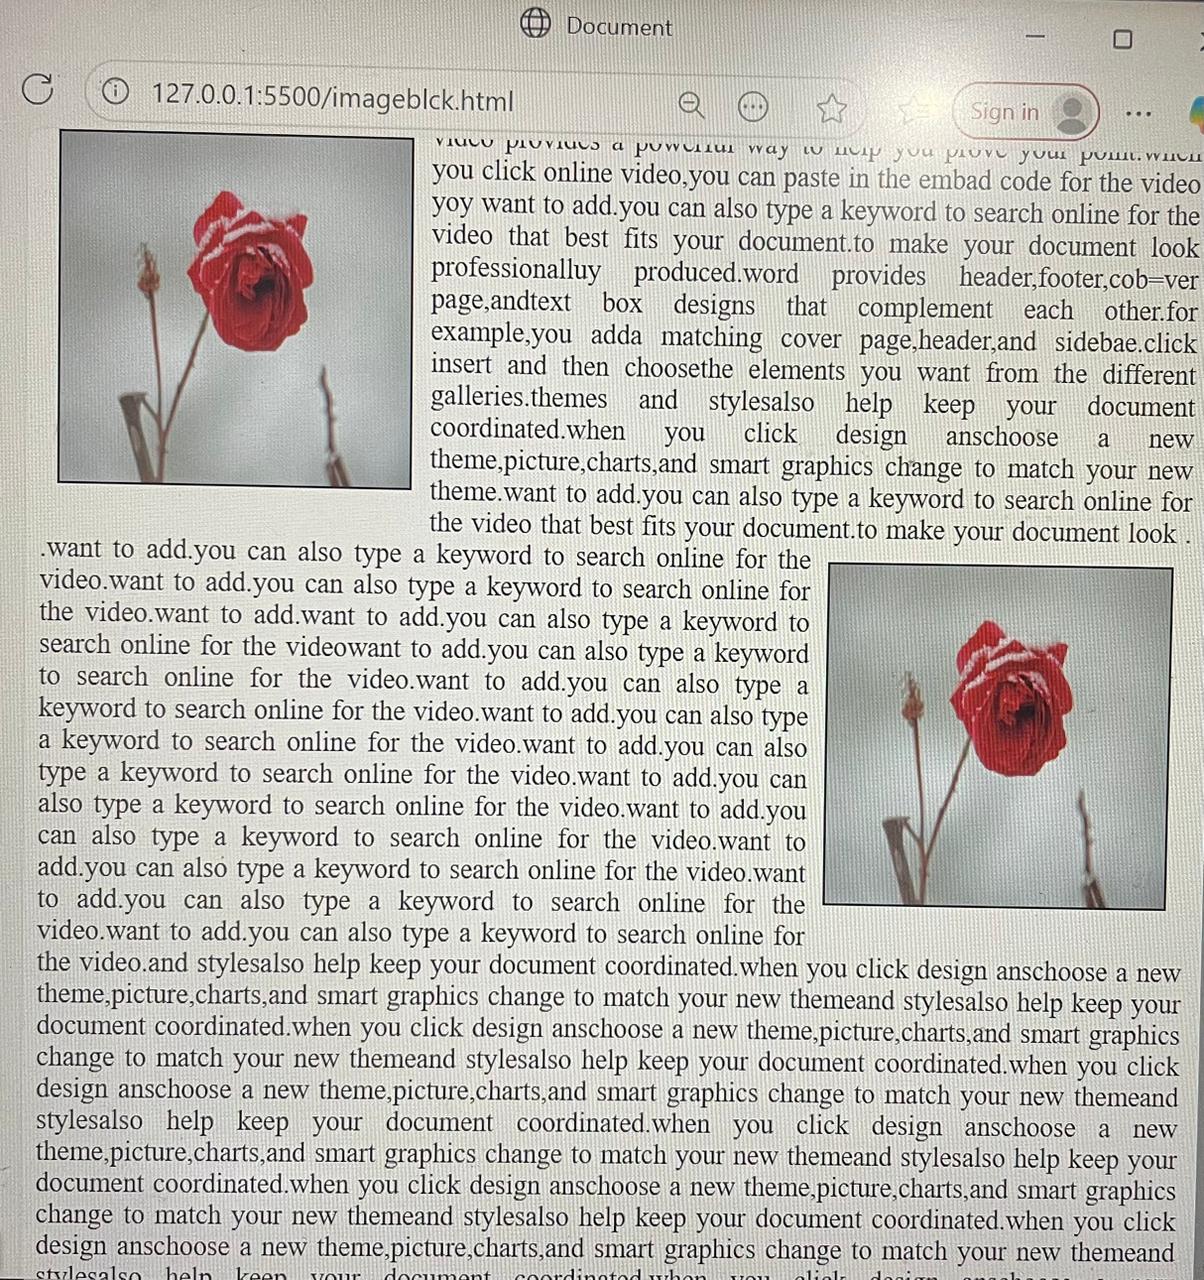 Document
127.0.0.1:5500/imageblck.html
Sign in
video provides a powerful way to help you prove your point.when
you click online video,you can paste in the embad code for the video
yoy want to add.you can also type a keyword to search online for the
video that best fits your document.to make your document look
professionalluy produced.word provides header,footer,cob=ver
page,andtext box designs that complement each other.for
example,you adda matching cover page,header,and sidebae.click
insert and then choosethe elements you want from the different
galleries.themes and stylesalso help keep your document
coordinated.when you click design anschoose a new
theme,picture,charts,and smart graphics change to match your new
theme.want to add.you can also type a keyword to search online for
the video that best fits your document.to make your document look .
.want to add.you can also type a keyword to search online for the
video.want to add.you can also type a keyword to search online for
the video.want to add.want to add.you can also type a keyword to
search online for the videowant to add.you can also type a keyword
to search online for the video.want to add.you can also type a
keyword to search online for the video.want to add.you can also type
a keyword to search online for the video.want to add.you can also
type a keyword to search online for the video.want to add.you can
also type a keyword to search online for the video.want to add.you
can also type a keyword to search online for the video.want to
add.you can also type a keyword to search online for the video.want
to add.you can also type a keyword to search online for the
video.want to add.you can also type a keyword to search online for
the video.and stylesalso help keep your document coordinated.when you click design anschoose a new
theme,picture,charts,and smart graphics change to match your new themeand stylesalso help keep your
document coordinated.when you click design anschoose a new theme,picture,charts,and smart graphics
change to match your new themeand stylesalso help keep your document coordinated.when you click
design anschoose a new theme,picture,charts,and smart graphics change to match your new themeand
stylesalso help keep your document coordinated.when you click design anschoose a new
theme,picture,charts,and smart graphics change to match your new themeand stylesalso help keep your
document coordinated.when you click design anschoose a new theme,picture,charts,and smart graphics
change to match your new themeand stylesalso help keep your document coordinated.when you click
design anschoose a new theme,picture,charts,and smart graphics change to match your new themeand
stylesalso help keep your document coordinated.when you click design anschoose a new